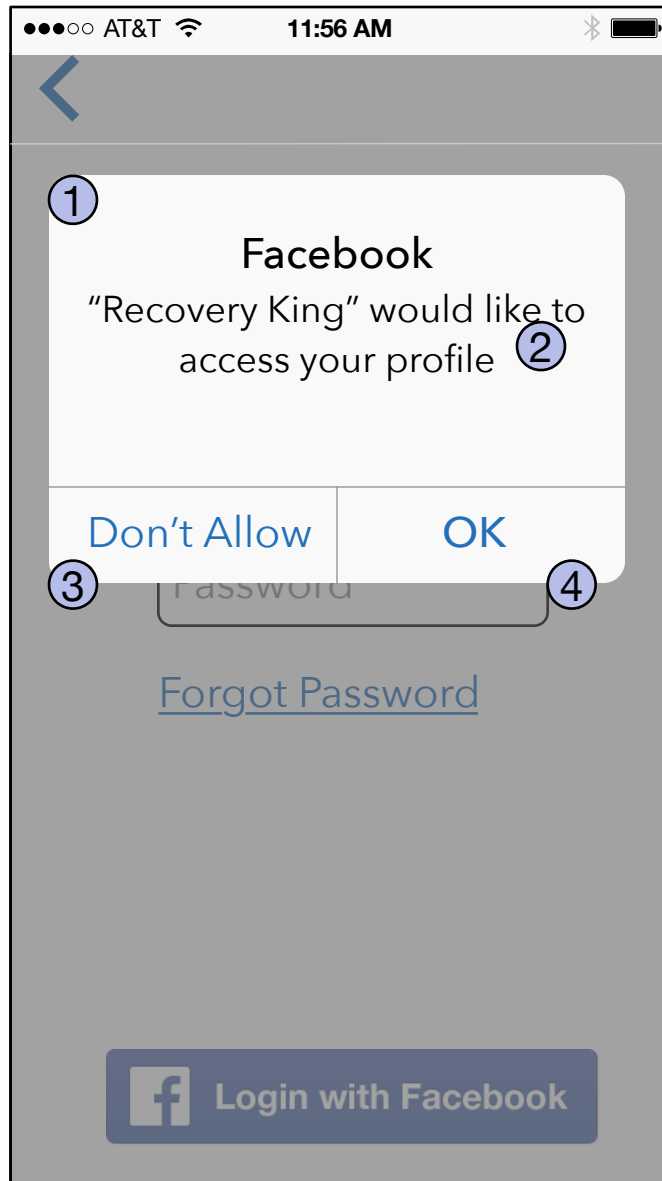 AT&T 11:56 AM
1
Facebook
“Recovery King” would like to
access your profile 2
Don’t Allow OK
3 Password 4
Forgot Password
f Login with Facebook